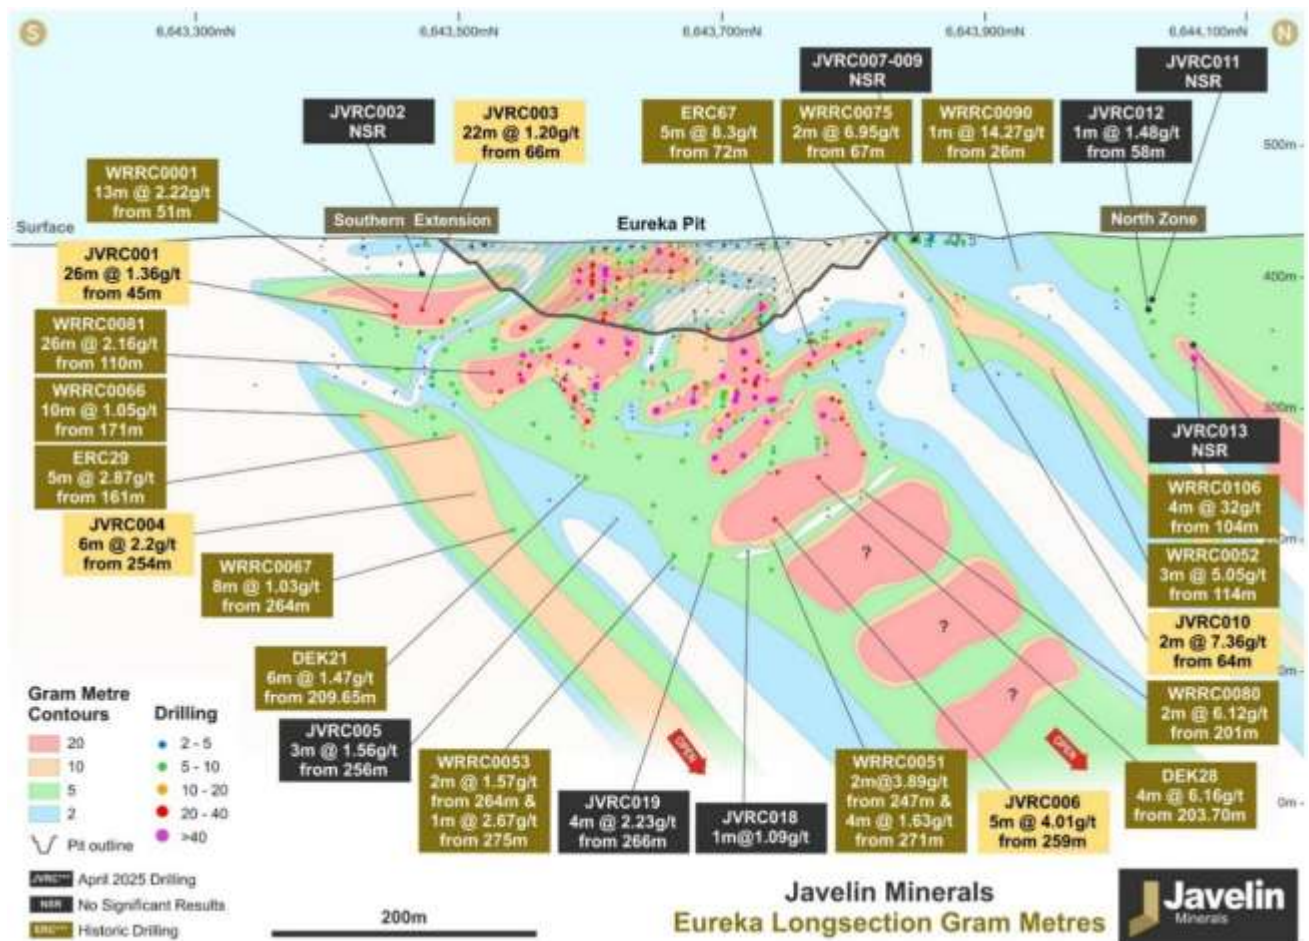 S
6,643,300mN
6,643,500mN
6,643,700mN
6,643,900mN
6,644,100mN
N
JVRC002
NSR
JVRC003
22m @ 1.20g/t
from 66m
ERC67
5m @ 8.3g/t
from 72m
JVRC007-009
NSR
WRRC0075
2m @ 6.95g/t
from 67m
WRRC0090
1m @ 14.27g/t
from 26m
JVRC011
NSR
JVRC012
1m @ 1.48g/t
from 58m
500m
WRRC0001
13m @ 2.22g/t
from 51m
Surface
Southern Extension
Eureka Pit
North Zone
JVRC001
26m @ 1.36g/t
from 45m
400m
WRRC0081
26m @ 2.16g/t
from 110m
WRRC0066
10m @ 1.05g/t
from 171m
ERC29
5m @ 2.87g/t
from 161m
JVRC004
6m @ 2.2g/t
from 254m
WRRC0067
8m @ 1.03g/t
from 264m
JVRC013
NSR
WRRC0106
4m @ 32g/t
from 104m
WRRC0052
3m @ 5.05g/t
from 114m
JVRC010
2m @ 7.36g/t
from 64m
WRRC0080
2m @ 6.12g/t
from 201m
?
?
?
DEK21
6m @ 1.47g/t
from 209.65m
JVRC005
3m @ 1.56g/t
from 256m
WRRC0053
2m @ 1.57g/t
from 264m &
1m @ 2.67g/t
from 275m
OPEN
JVRC019
4m @ 2.23g/t
from 266m
JVRC018
1m@1.09g/t
WRRC0051
2m@3.89g/t
from 247m &
4m @ 1.63g/t
from 271m
JVRC006
5m @ 4.01g/t
from 259m
OPEN
DEK28
4m @ 6.16g/t
from 203.70m
0m
Gram Metre
Contours
20
10
5
2
Pit outline
Drilling
2 - 5
5 - 10
10 - 20
20 - 40
>40
April 2025 Drilling
NSR No Significant Results
Historic Drilling
200m
Javelin Minerals
Eureka Longsection Gram Metres
Javelin
Minerals